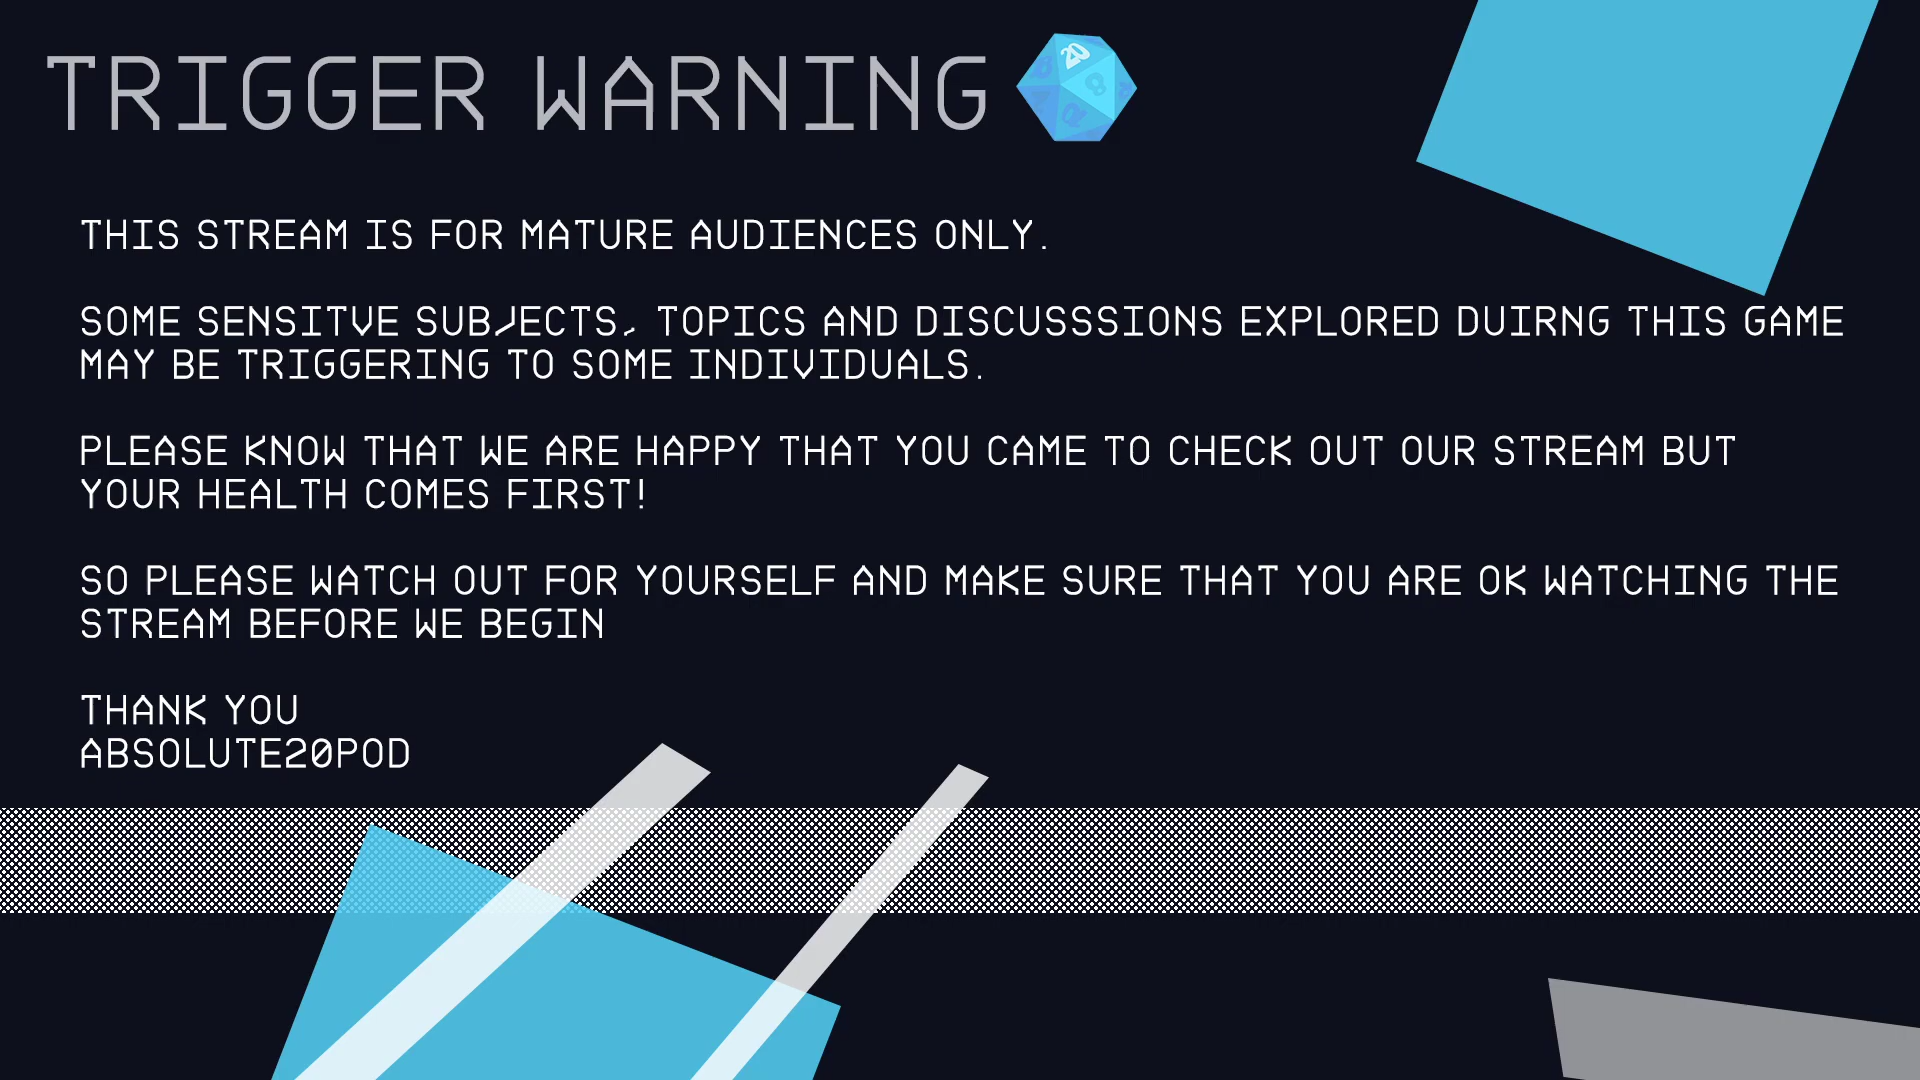 TRIGGER WARNING
20
8
THIS STREAM IS FOR MATURE AUDIENCES ONLY.
SOME SENSITVE SUBJECTS, TOPICS AND DISCUSSSIONS EXPLORED DUIRNG THIS GAME
MAY BE TRIGGERING TO SOME INDIVIDUALS.
PLEASE KNOW THAT WE ARE HAPPY THAT YOU CAME TO CHECK OUT OUR STREAM BUT
YOUR HEALTH COMES FIRST!
SO PLEASE WATCH OUT FOR YOURSELF AND MAKE SURE THAT YOU ARE OK WATCHING THE
STREAM BEFORE WE BEGIN
THANK YOU
ABSOLUTE20POD